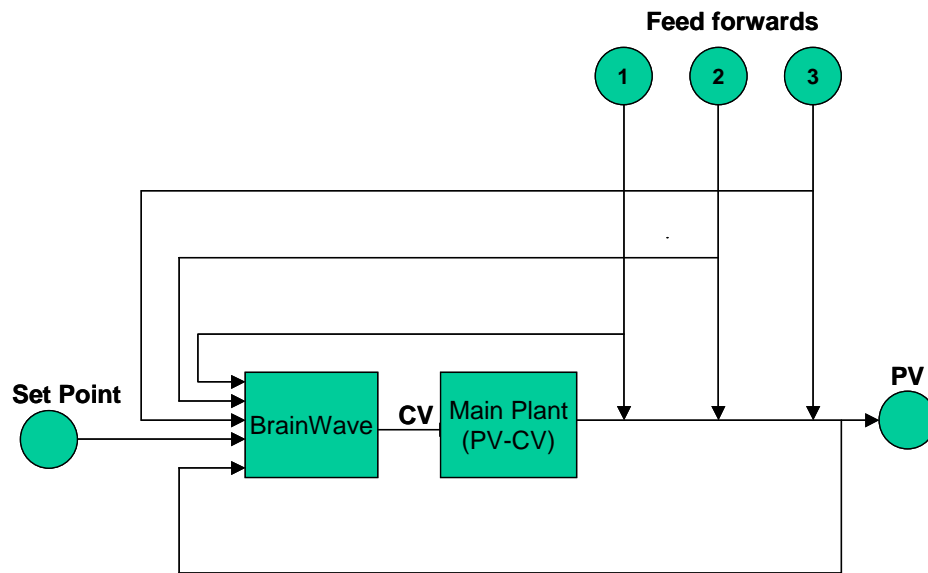 Feed forwards
1 2 3
Set Point
BrainWave
CV
Main Plant
(PV-CV)
PV